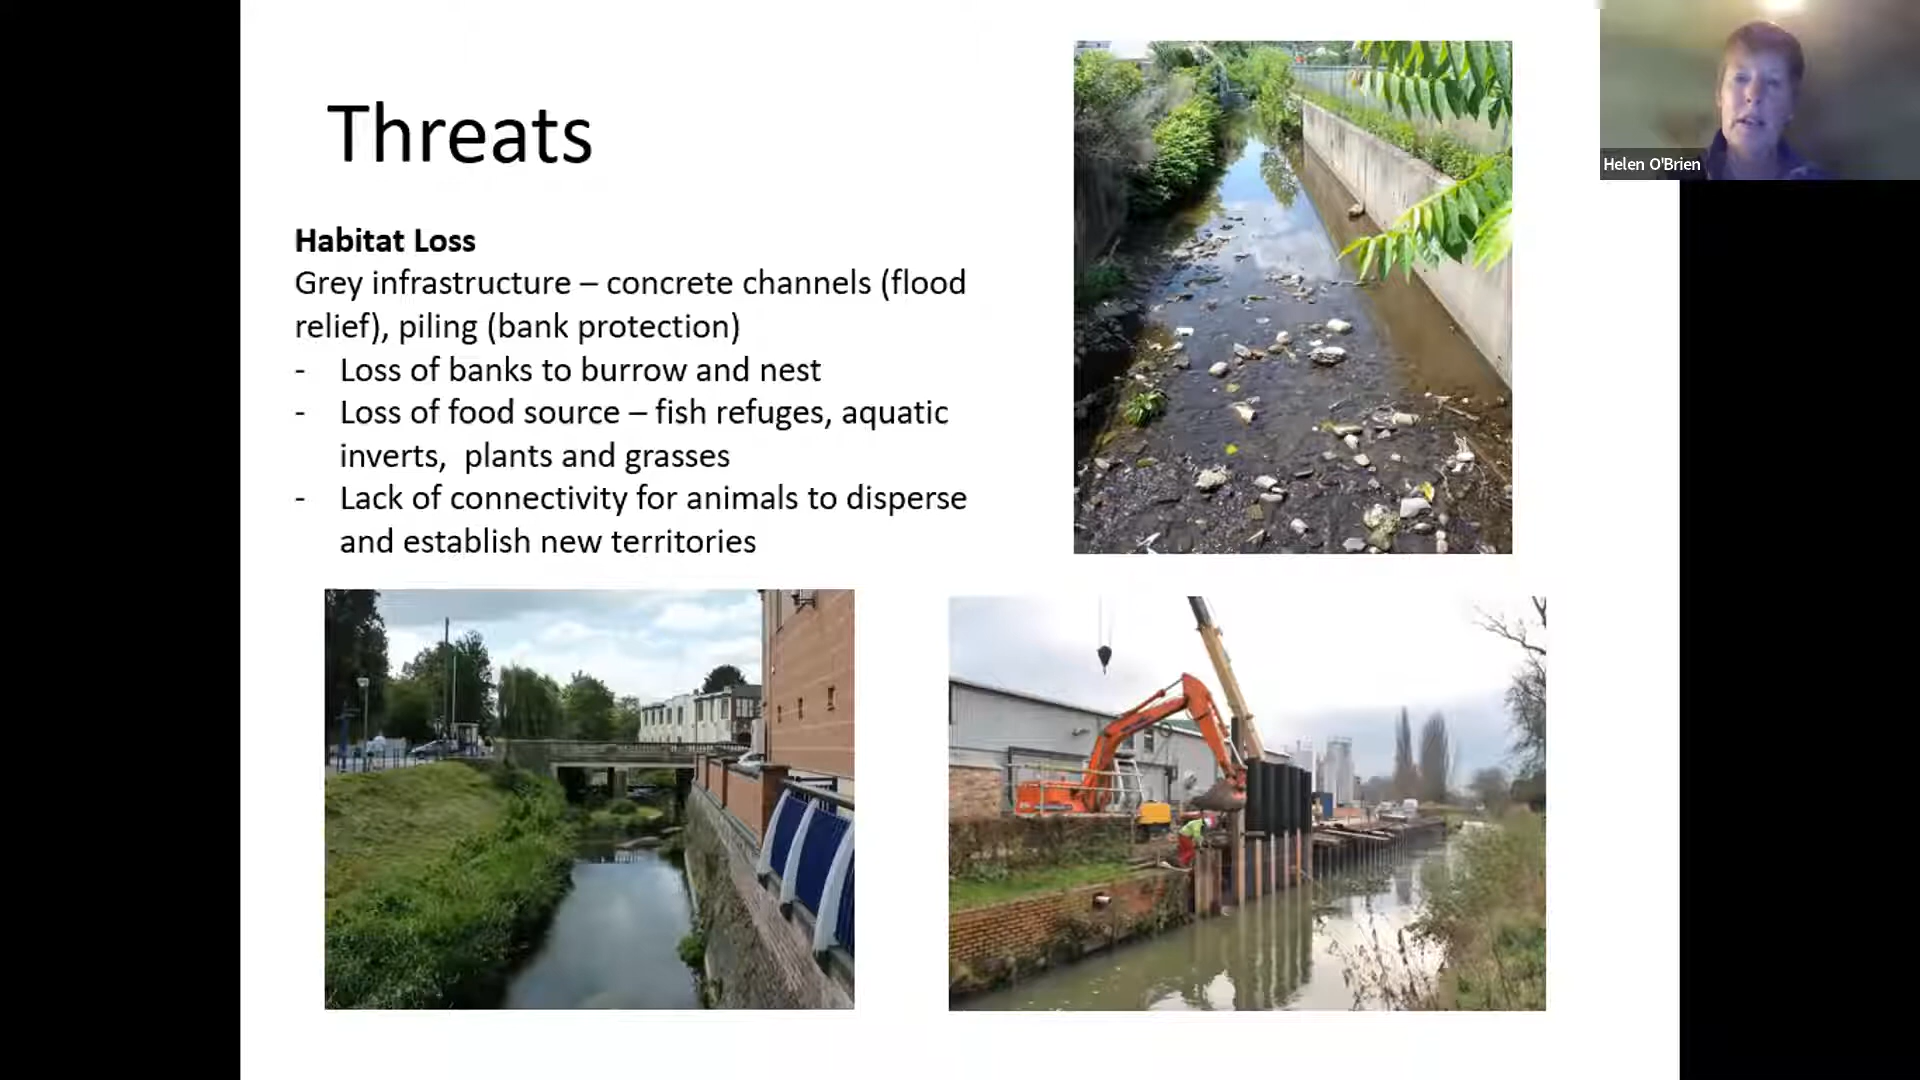 Threats
Helen O'Brien
Habitat Loss
Grey infrastructure – concrete channels (flood
relief), piling (bank protection)
- Loss of banks to burrow and nest
- Loss of food source – fish refuges, aquatic
inverts,  plants and grasses
- Lack of connectivity for animals to disperse
and establish new territories